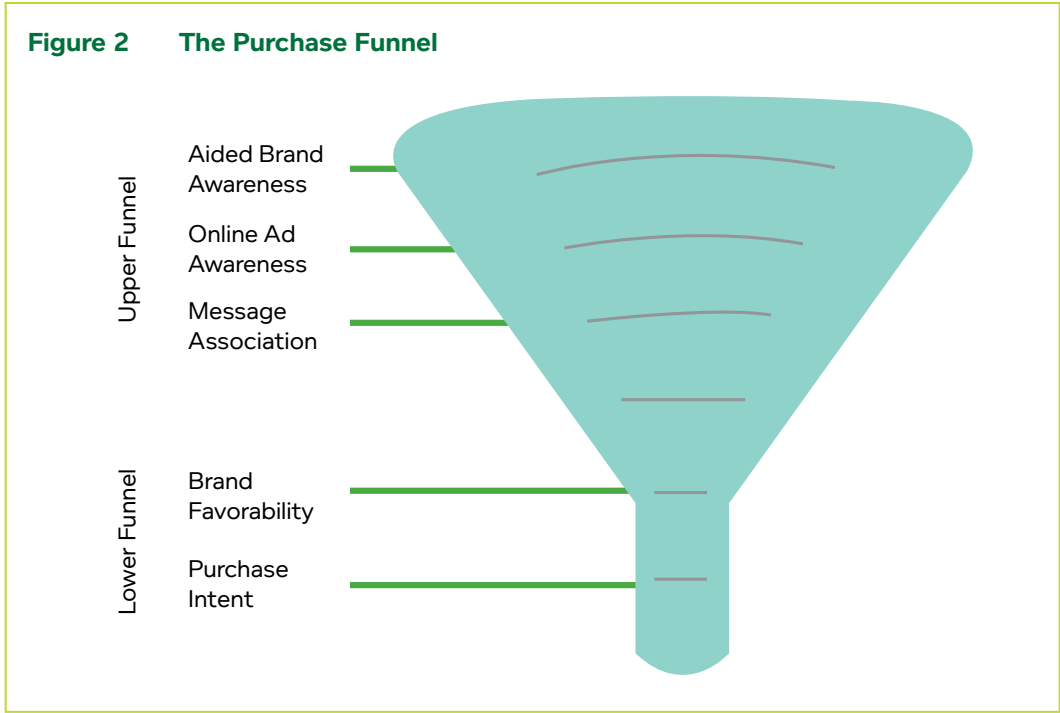 Figure 2 The Purchase Funnel
Upper Funnel
Aided Brand
Awareness
Online Ad
Awareness
Message
Association
Lower Funnel
Brand
Favorability
Purchase
Intent